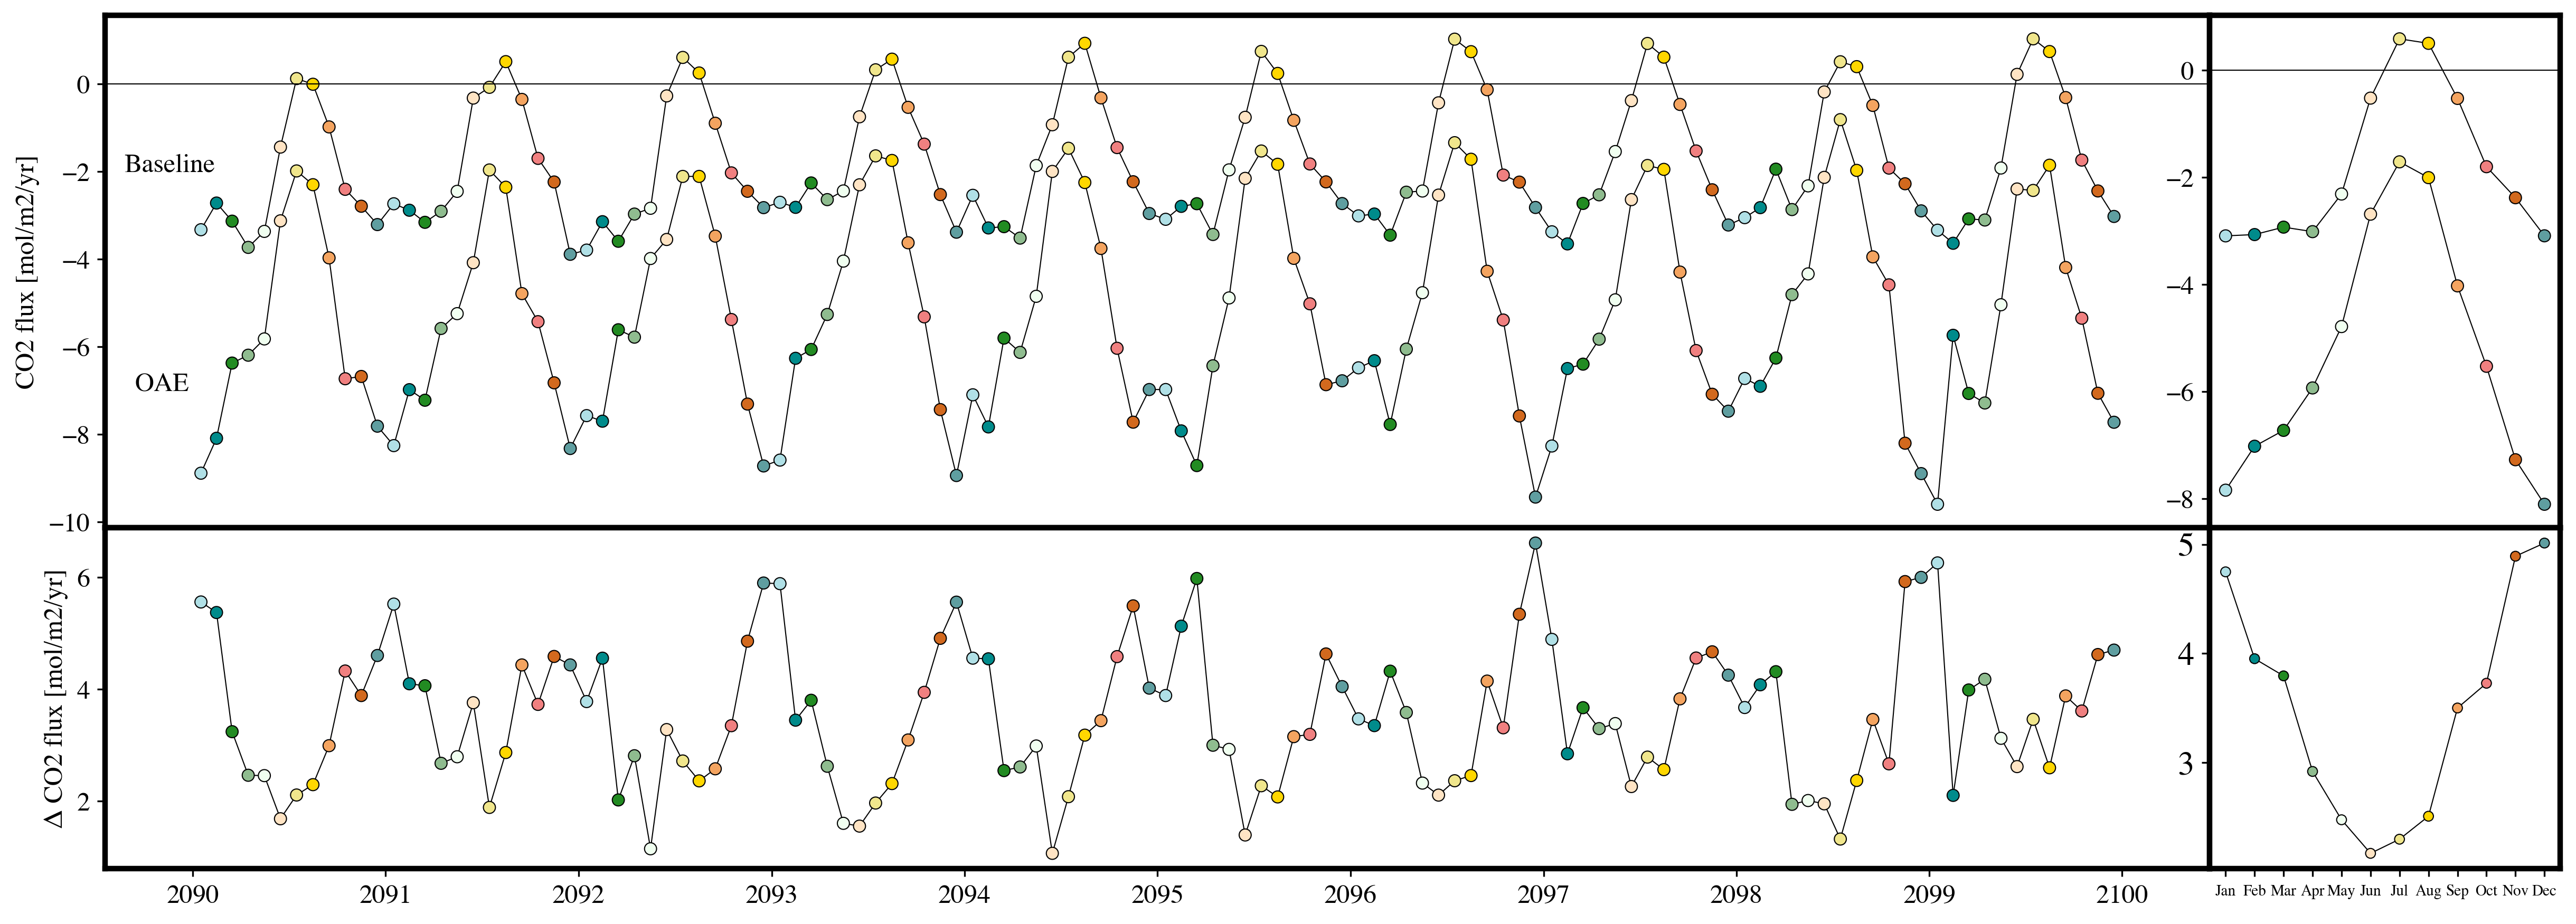 CO2 flux [mol/m2/yr]
0
−2
−4
−6
−8
−10
Baseline
OAE
0
−2
−4
−6
−8
Δ CO2 flux [mol/m2/yr]
6
4
2
5
4
3
2090 2091 2092 2093 2094 2095 2096 2097 2098 2099 2100
Jan Feb Mar Apr May Jun Jul Aug Sep Oct Nov Dec